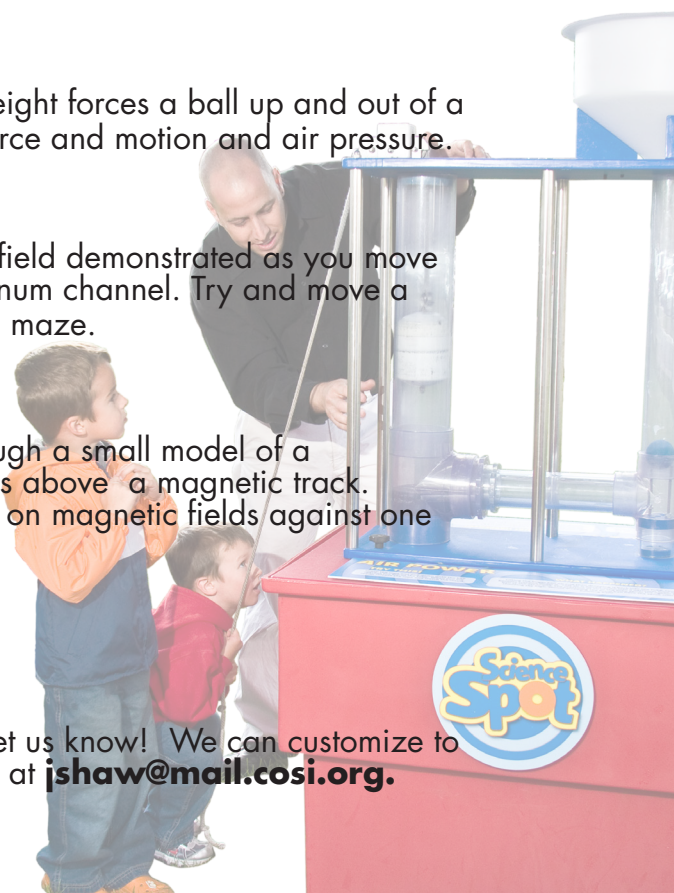 eight forces a ball up and out of a
rce and motion and air pressure.
field demonstrated as you move
num channel. Try and move a
maze.
ugh a small model of a
s above a magnetic track.
on magnetic fields against one
AIR POWER
Science
Spot
et us know! We can customize to
at jshaw@mail.cosi.org.